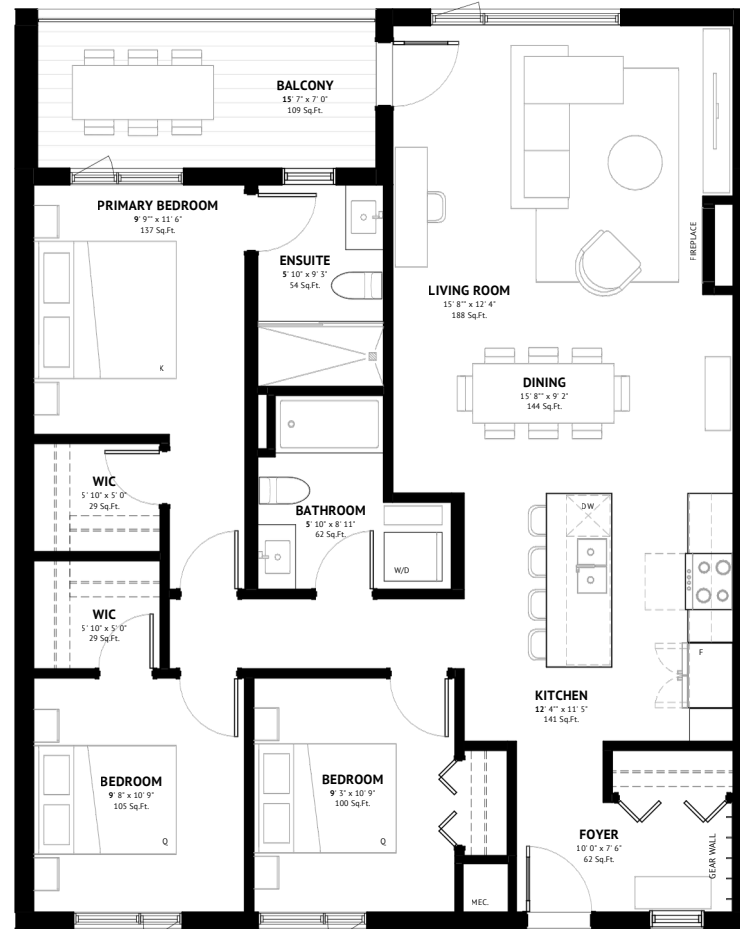 BALCONY
15' 7" x 7' 0"
109 Sq.Ft.
PRIMARY BEDROOM
9' 9"" x 11' 6"
137 Sq.Ft.
K
ENSUITE
5' 10" x 9' 3"
54 Sq.Ft.
LIVING ROOM
15' 8"" x 12' 4"
188 Sq.Ft.
FIREPLACE
DINING
15' 8"" x 9' 2"
144 Sq.Ft.
WIC
5' 10" x 5' 0"
29 Sq.Ft.
BATHROOM
5' 10" x 8' 11"
62 Sq.Ft.
W/D
DW
WIC
5' 10" x 5' 0"
29 Sq.Ft.
F
KITCHEN
12' 4"" x 11' 5"
141 Sq.Ft.
BEDROOM
9' 8" x 10' 9"
105 Sq.Ft.
Q
BEDROOM
9' 3" x 10' 9"
100 Sq.Ft.
Q
FOYER
10' 0" x 7' 6"
62 Sq.Ft.
GEAR WALL
MEC.